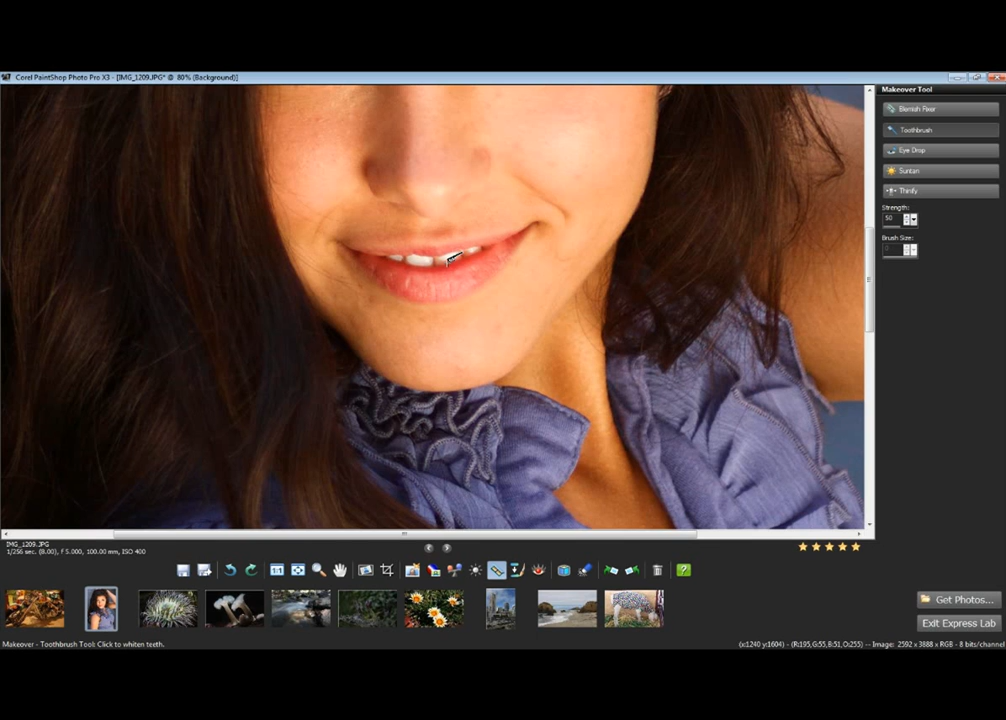 Corel PaintShop Photo Pro X3 - [IMG_1209.JPG* @ 80% (Background)]
Makeover Tool
Blemish Fixer
Toothbrush
Eye Drop
Suntan
Thinify
Strength:
50
Brush Size:
IMG_1209.JPG
1/256 sec. (8.00), f 5.000, 100.00 mm, ISO 400
Get Photos...
Exit Express Lab
Makeover - Toothbrush Tool: Click to whiten teeth.
(x:1240 y:1604) - (R:195,G:55,B:51,O:255) -- Image: 2592 x 3888 x RGB - 8 bits/channel